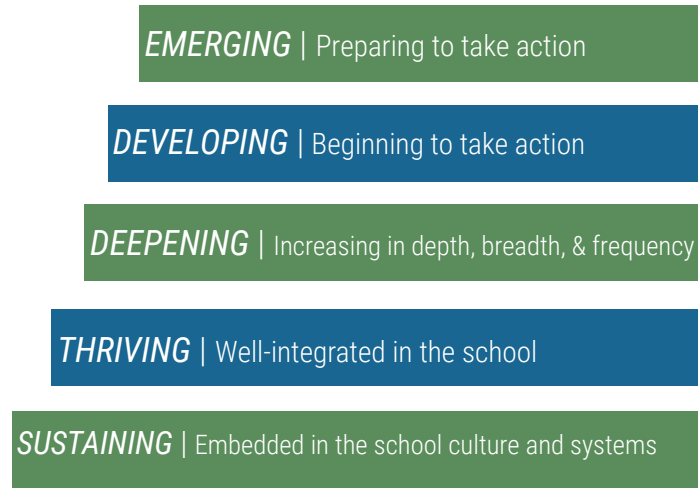 EMERGING | Preparing to take action
DEVELOPING | Beginning to take action
DEEPENING | Increasing in depth, breadth, & frequency
THRIVING | Well-integrated in the school
SUSTAINING | Embedded in the school culture and systems